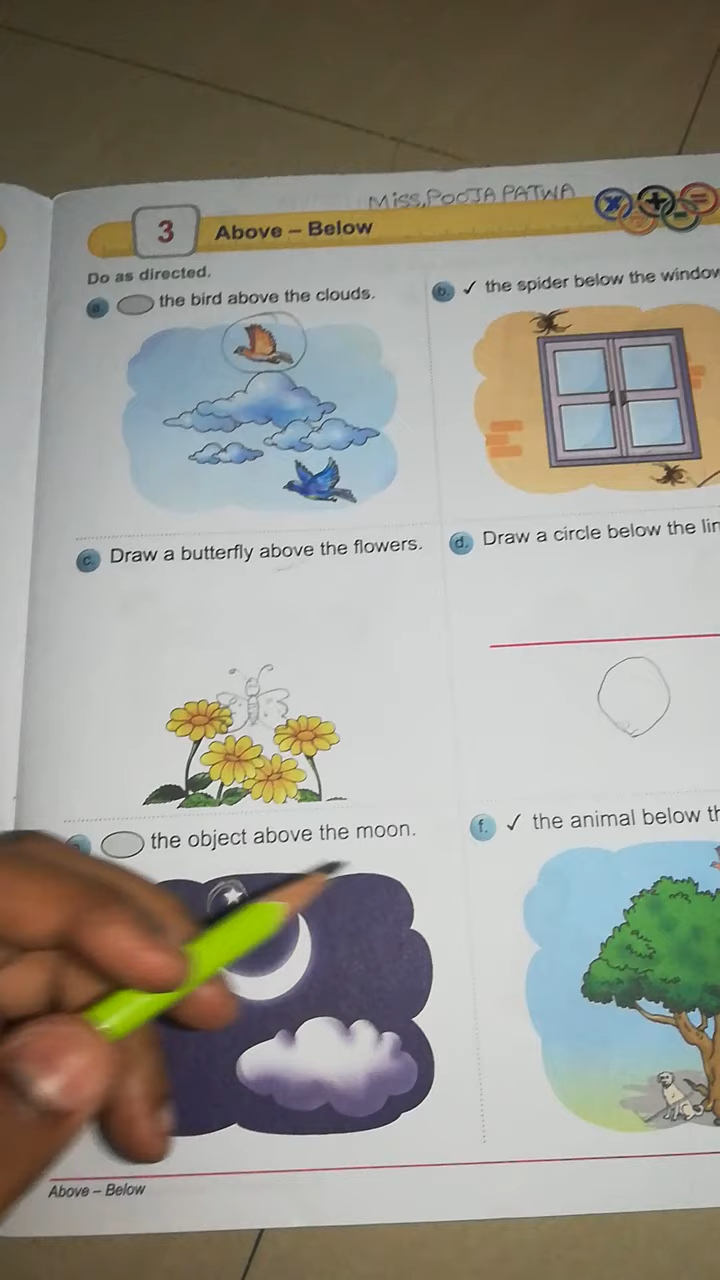 MISS,POOJA PATWA
3 Above – Below
Do as directed.
a. the bird above the clouds.
b. ✓ the spider below the window
c. Draw a butterfly above the flowers.
d. Draw a circle below the
the object above the moon.
f. ✓ the animal below
Above – Below